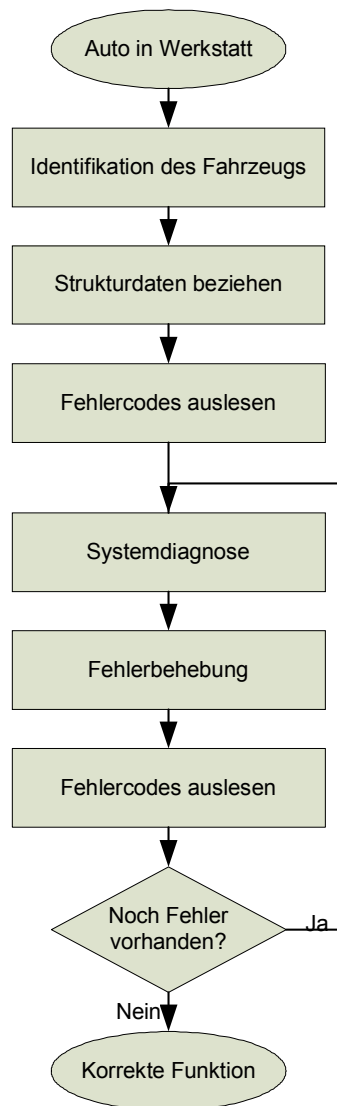 Auto in Werkstatt
Identifikation des Fahrzeugs
Strukturdaten beziehen
Fehlercodes auslesen
Systemdiagnose
Fehlerbehebung
Fehlercodes auslesen
Noch Fehler
vorhanden?
Ja
Nein
Korrekte Funktion